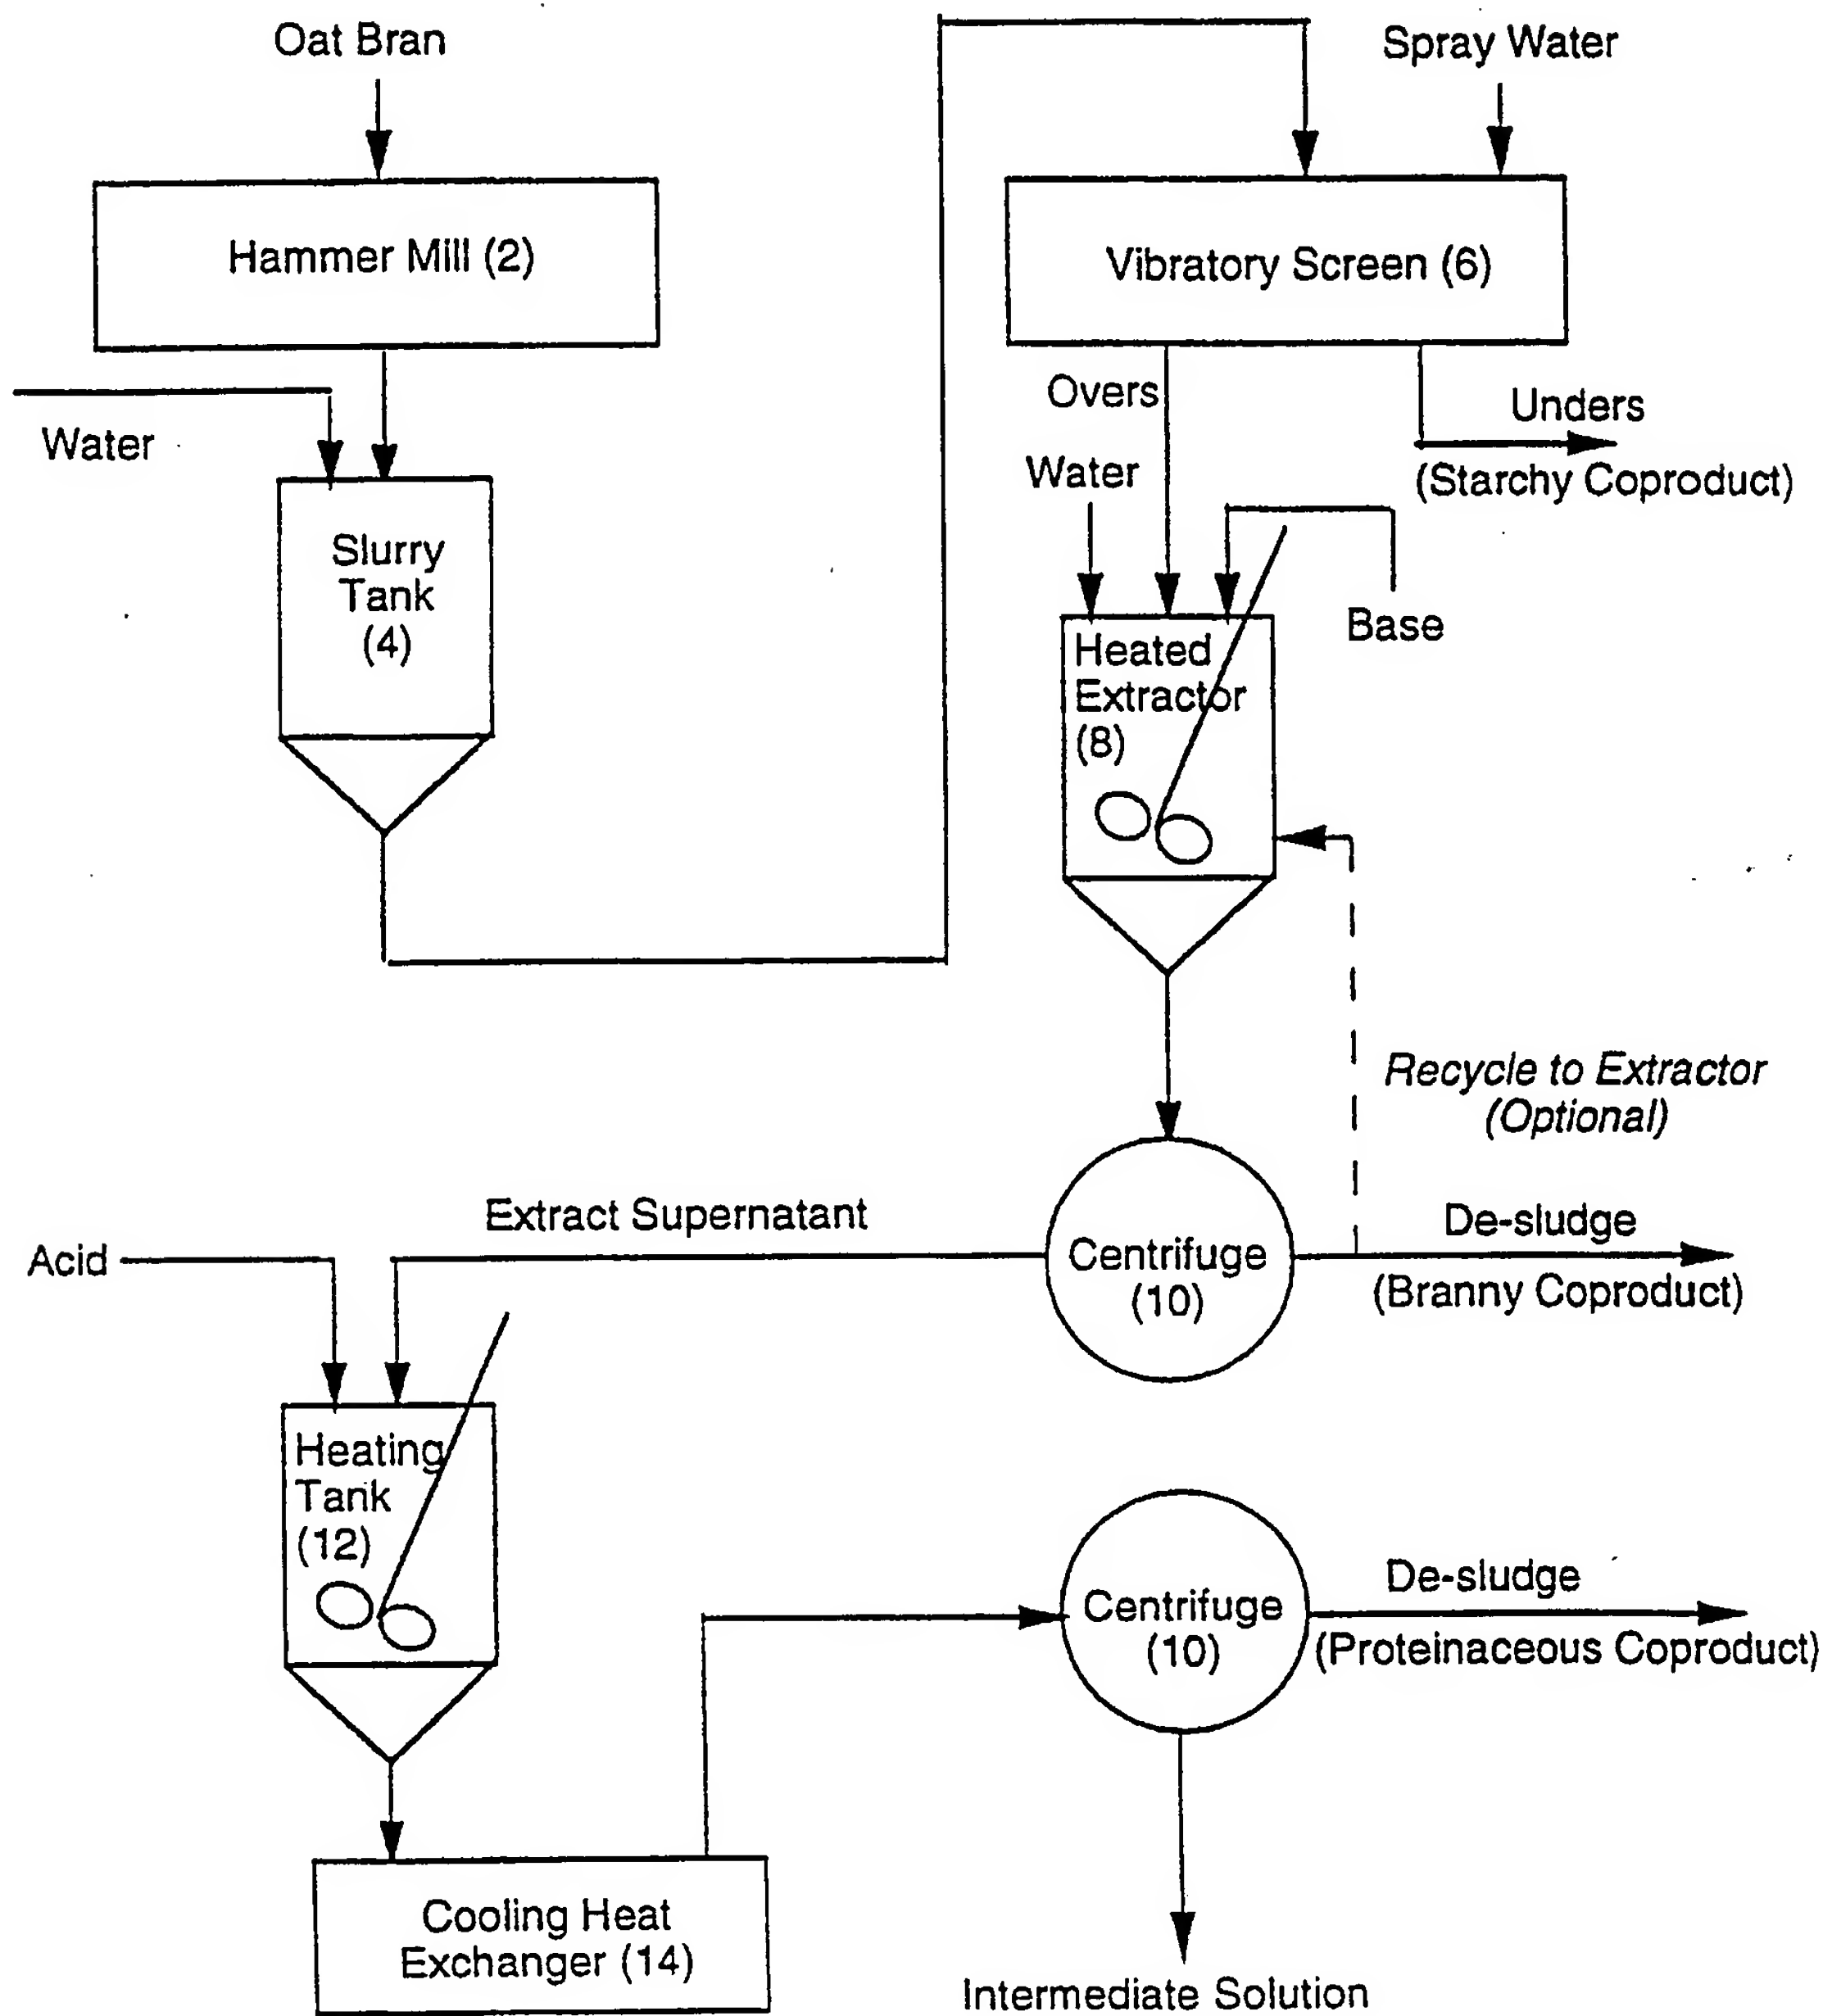 Oat Bran
Hammer Mill (2)
Water
Slurry
Tank
(4)
Spray Water
Vibratory Screen (6)
Overs
Unders
(Starchy Coproduct)
Water
Base
Heated
Extractor
(8)
Recycle to Extractor
(Optional)
Extract Supernatant
Centrifuge
(10)
De-sludge
(Branny Coproduct)
Acid
Heating
Tank
(12)
Centrifuge
(10)
De-sludge
(Proteinaceous Coproduct)
Cooling Heat
Exchanger (14)
Intermediate Solution